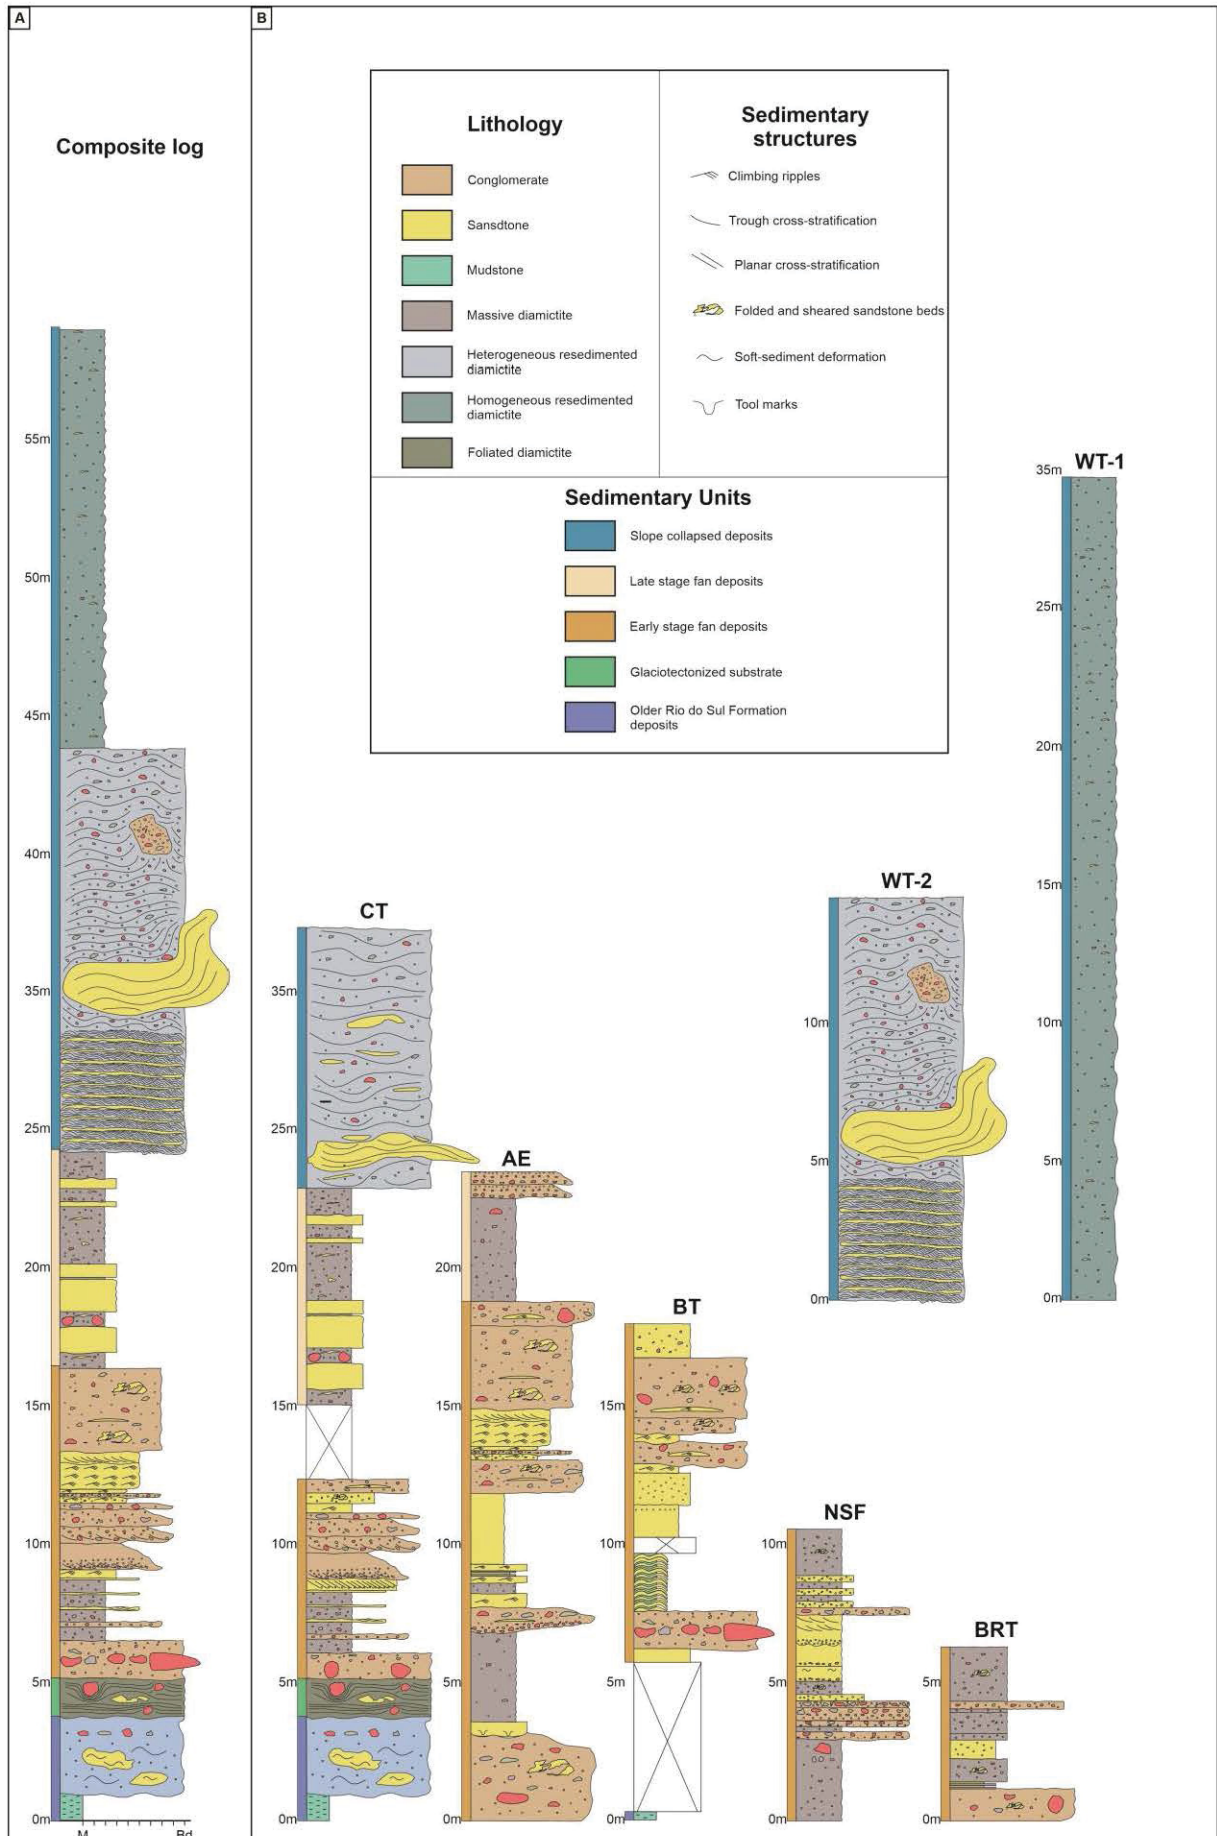 A
B
Composite log
Lithology
Conglomerate
Sansdtone
Mudstone
Massive diamictite
Heterogeneous resedimented
diamictite
Homogeneous resedimented
diamictite
Foliated diamictite
Sedimentary
structures
Climbing ripples
Trough cross-stratification
Planar cross-stratification
Folded and sheared sandstone beds
Soft-sediment deformation
Tool marks
Sedimentary Units
Slope collapsed deposits
Late stage fan deposits
Early stage fan deposits
Glaciotectonized substrate
Older Rio do Sul Formation
deposits
55m
50m
45m
40m
35m
25m
20m
15m
10m
5m
0m
M
Bd
CT
35m
25m
20m
15m
10m
5m
0m
AE
20m
15m
10m
5m
0m
BT
15m
10m
5m
0m
WT-2
10m
5m
0m
WT-1
35m
25m
20m
15m
10m
5m
0m
NSF
10m
5m
0m
BRT
5m
0m